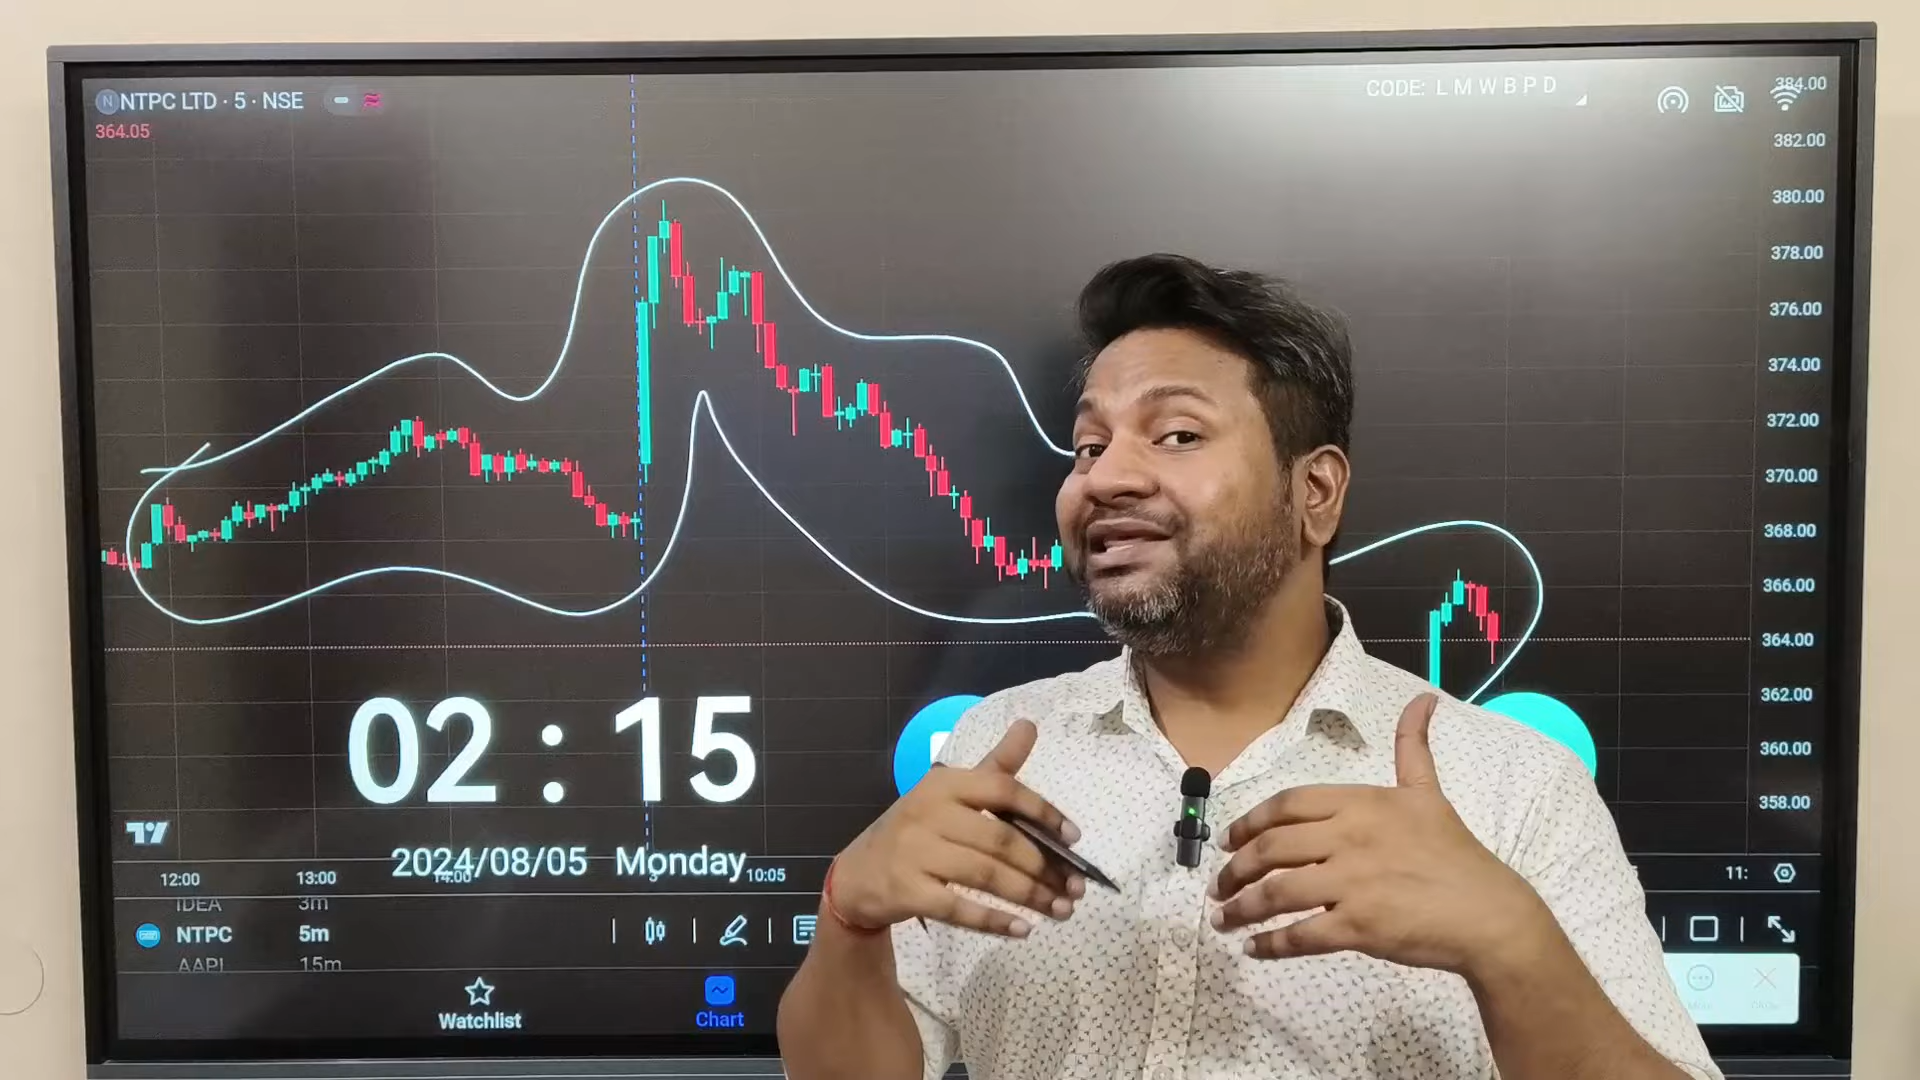 N NTPC LTD · 5 · NSE
364.05
CODE: L M W B P D
384.00
382.00
380.00
378.00
376.00
374.00
372.00
370.00
368.00
366.00
364.00
362.00
360.00
358.00
02 : 15
2024/08/05 Monday
12:00 13:00 14:00 10:05 11:
IDEA 3m
NTPC 5m
AAPL 15m
Watchlist
Chart